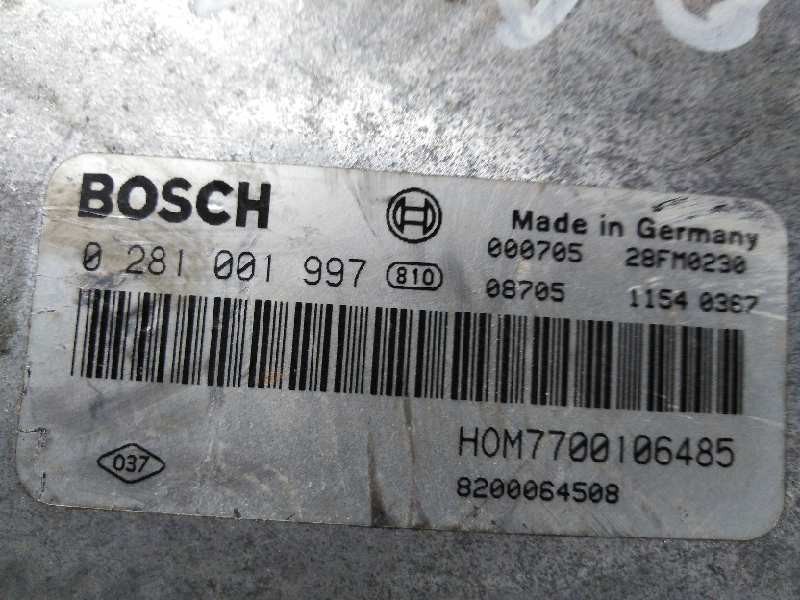 BOSCH
Made in Germany
0 281 001 997 810
000705 28FM0230
08705 1154 0367
HOM7700106485
037
8200064508